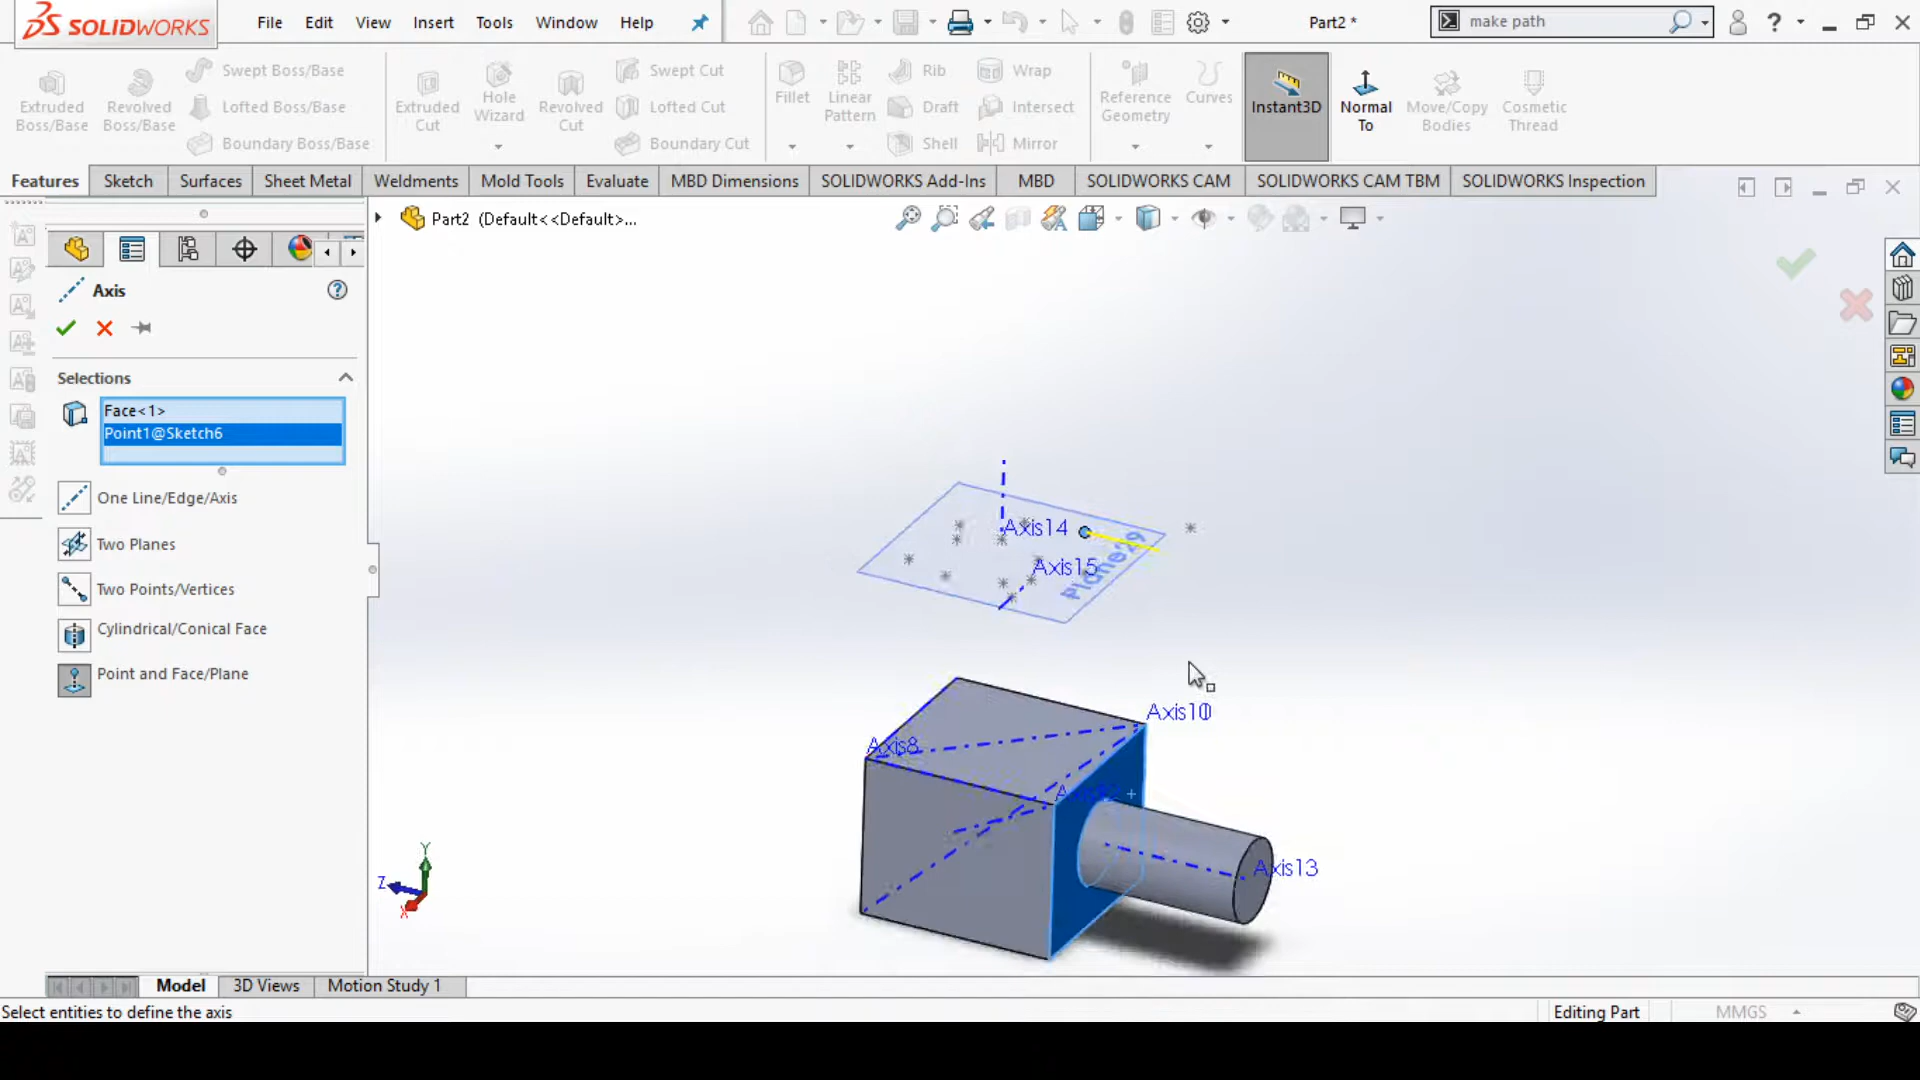 SOLIDWORKS File Edit View Insert Tools Window Help Part2 * make path
Extruded Boss/Base Revolved Boss/Base Swept Boss/Base Lofted Boss/Base Boundary Boss/Base
Extruded Cut Hole Wizard Revolved Cut Swept Cut Lofted Cut Boundary Cut
Fillet Linear Pattern Rib Draft Shell Wrap Intersect Mirror
Reference Geometry Curves Instant3D Normal To Move/Copy Bodies Cosmetic Thread
Features Sketch Surfaces Sheet Metal Weldments Mold Tools Evaluate MBD Dimensions SOLIDWORKS Add-Ins MBD SOLIDWORKS CAM SOLIDWORKS CAM TBM SOLIDWORKS Inspection
Part2 (Default<<Default>...
Axis
Selections
Face<1>
Point1@Sketch6
One Line/Edge/Axis
Two Planes
Two Points/Vertices
Cylindrical/Conical Face
Point and Face/Plane
Axis14
Axis15
Plane29
Axis10
Axis8
Axis13
Y
Z
X
Model 3D Views Motion Study 1
Select entities to define the axis Editing Part MMGS